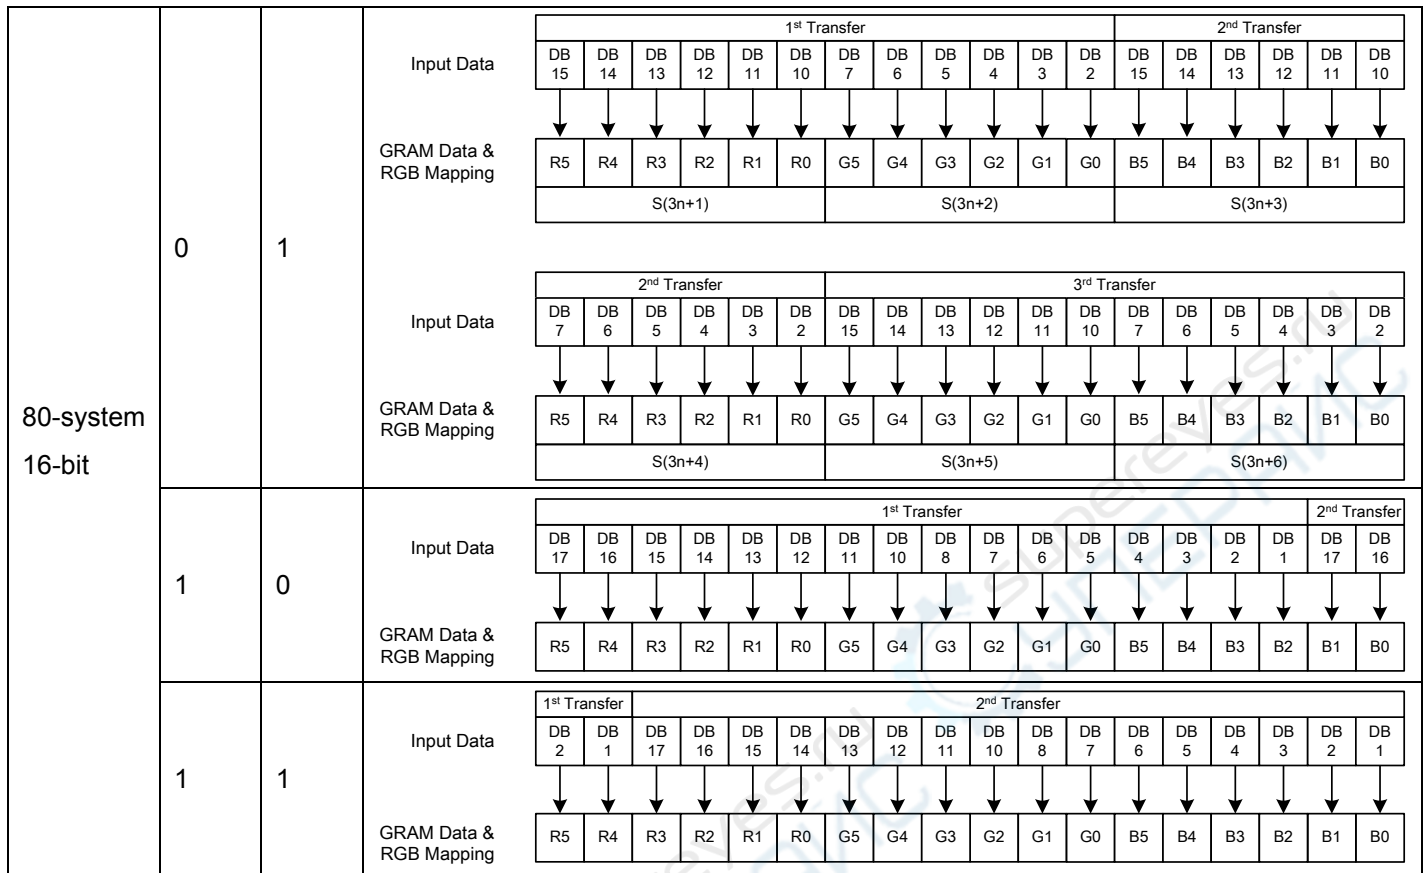 1st Transfer 2nd Transfer
Input Data
DB 15 DB 14 DB 13 DB 12 DB 11 DB 10 DB 7 DB 6 DB 5 DB 4 DB 3 DB 2 DB 15 DB 14 DB 13 DB 12 DB 11 DB 10
GRAM Data &
RGB Mapping
R5 R4 R3 R2 R1 R0 G5 G4 G3 G2 G1 G0 B5 B4 B3 B2 B1 B0
S(3n+1) S(3n+2) S(3n+3)
0 1
2nd Transfer 3rd Transfer
Input Data
DB 7 DB 6 DB 5 DB 4 DB 3 DB 2 DB 15 DB 14 DB 13 DB 12 DB 11 DB 10 DB 7 DB 6 DB 5 DB 4 DB 3 DB 2
GRAM Data &
RGB Mapping
R5 R4 R3 R2 R1 R0 G5 G4 G3 G2 G1 G0 B5 B4 B3 B2 B1 B0
S(3n+4) S(3n+5) S(3n+6)
80-system
16-bit
1st Transfer 2nd Transfer
Input Data
DB 17 DB 16 DB 15 DB 14 DB 13 DB 12 DB 11 DB 10 DB 8 DB 7 DB 6 DB 5 DB 4 DB 3 DB 2 DB 1 DB 17 DB 16
1 0
GRAM Data &
RGB Mapping
R5 R4 R3 R2 R1 R0 G5 G4 G3 G2 G1 G0 B5 B4 B3 B2 B1 B0
1st Transfer 2nd Transfer
Input Data
DB 2 DB 1 DB 17 DB 16 DB 15 DB 14 DB 13 DB 12 DB 11 DB 10 DB 8 DB 7 DB 6 DB 5 DB 4 DB 3 DB 2 DB 1
1 1
GRAM Data &
RGB Mapping
R5 R4 R3 R2 R1 R0 G5 G4 G3 G2 G1 G0 B5 B4 B3 B2 B1 B0
supereyes.ru
СУПЕРАЙС